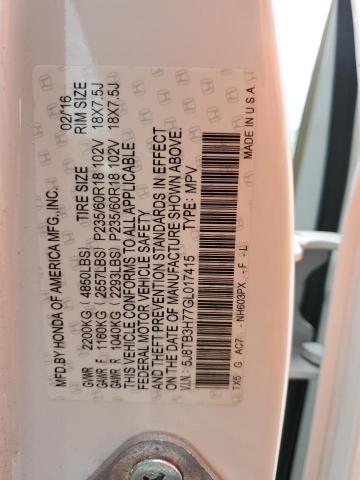 MFD.BY HONDA OF AMERICA MFG.,INC. 02/16
TIRE SIZE RIM SIZE
GVWR 2200KG (4850LBS)
GAWR F 1160KG (2557LBS) P235/60R18 102V 18X7.5J
GAWR R 1040KG (2293LBS) P235/60R18 102V 18X7.5J
THIS VEHICLE CONFORMS TO ALL APPLICABLE
FEDERAL MOTOR VEHICLE SAFETY
AND THEFT PREVENTION STANDARDS IN EFFECT
ON THE DATE OF MANUFACTURE SHOWN ABOVE.
V.I.N.: 5J8TB3H77GL017415 TYPE: MPV
TX5 G AC7 - NH603PX - F - LI
MADE IN U.S.A.